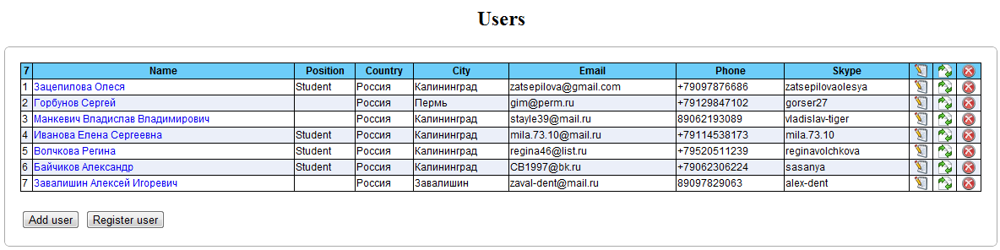 Users
7 Name Position Country City Email Phone Skype
1 Зацепилова Олеся Student Россия Калининград zatsepilova@gmail.com +79097876686 zatsepilovaolesya
2 Горбунов Сергей Россия Пермь gim@perm.ru +79129847102 gorser27
3 Манкевич Владислав Владимирович Россия Калининград stayle39@mail.ru 89062193089 vladislav-tiger
4 Иванова Елена Сергеевна Student Россия Калининград mila.73.10@mail.ru +79114538173 mila.73.10
5 Волчкова Регина Student Россия Калининград regina46@list.ru +79520511239 reginavolchkova
6 Байчиков Александр Student Россия Калининград CB1997@bk.ru +79062306224 sasanya
7 Завалишин Алексей Игоревич Россия Завалишин zaval-dent@mail.ru 89097829063 alex-dent
Add user Register user